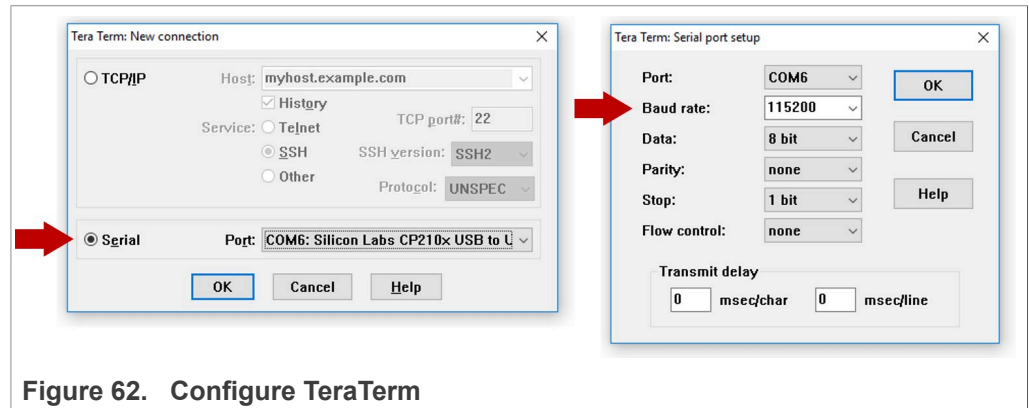 Tera Term: New connection
TCP/IP
Host: myhost.example.com
History
Service: Telnet
TCP port#: 22
SSH
SSH version: SSH2
Other
Protocol: UNSPEC
Serial
Port: COM6: Silicon Labs CP210x USB to U
OK Cancel Help
Tera Term: Serial port setup
Port: COM6
OK
Baud rate: 115200
Data: 8 bit
Cancel
Parity: none
Stop: 1 bit
Help
Flow control: none
Transmit delay
0 msec/char 0 msec/line
Figure 62. Configure TeraTerm